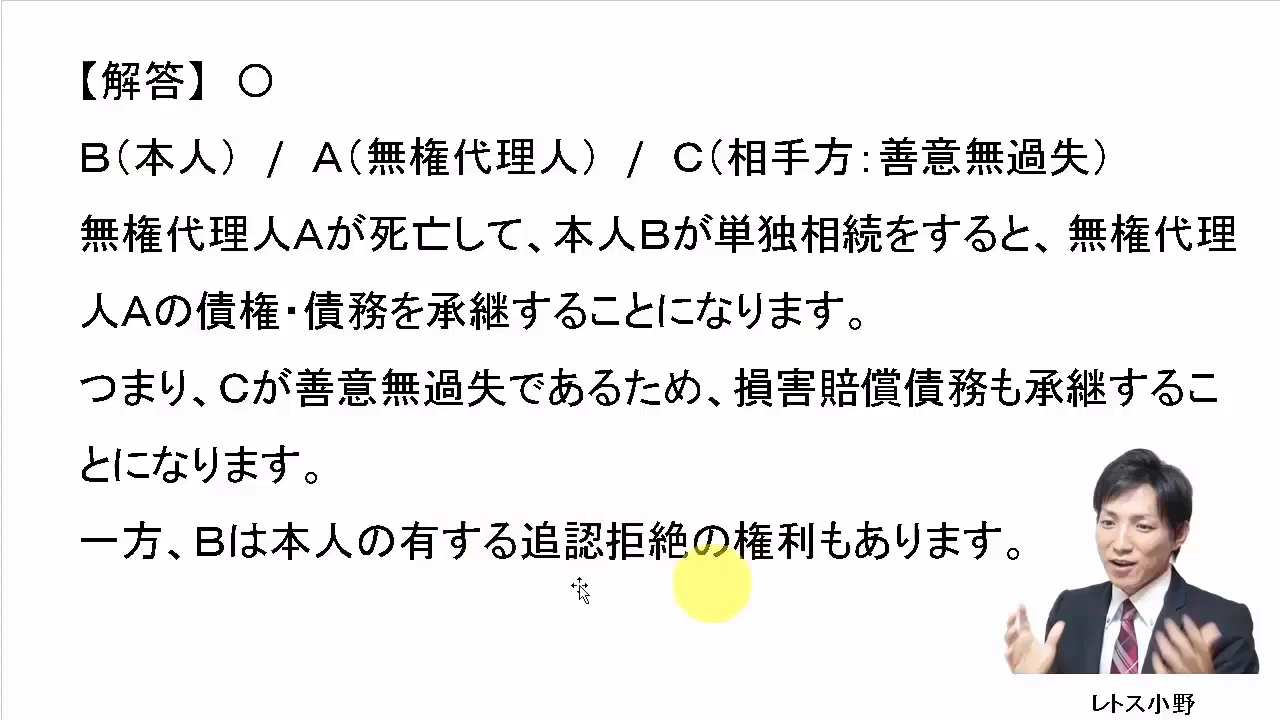 【解答】 ○
B（本人） / A（無権代理人） / C（相手方：善意無過失）
無権代理人Aが死亡して、本人Bが単独相続をすると、無権代理
人Aの債権・債務を承継することになります。
つまり、Cが善意無過失であるため、損害賠償債務も承継するこ
とになります。
一方、Bは本人の有する追認拒絶の権利もあります。
レトス小野